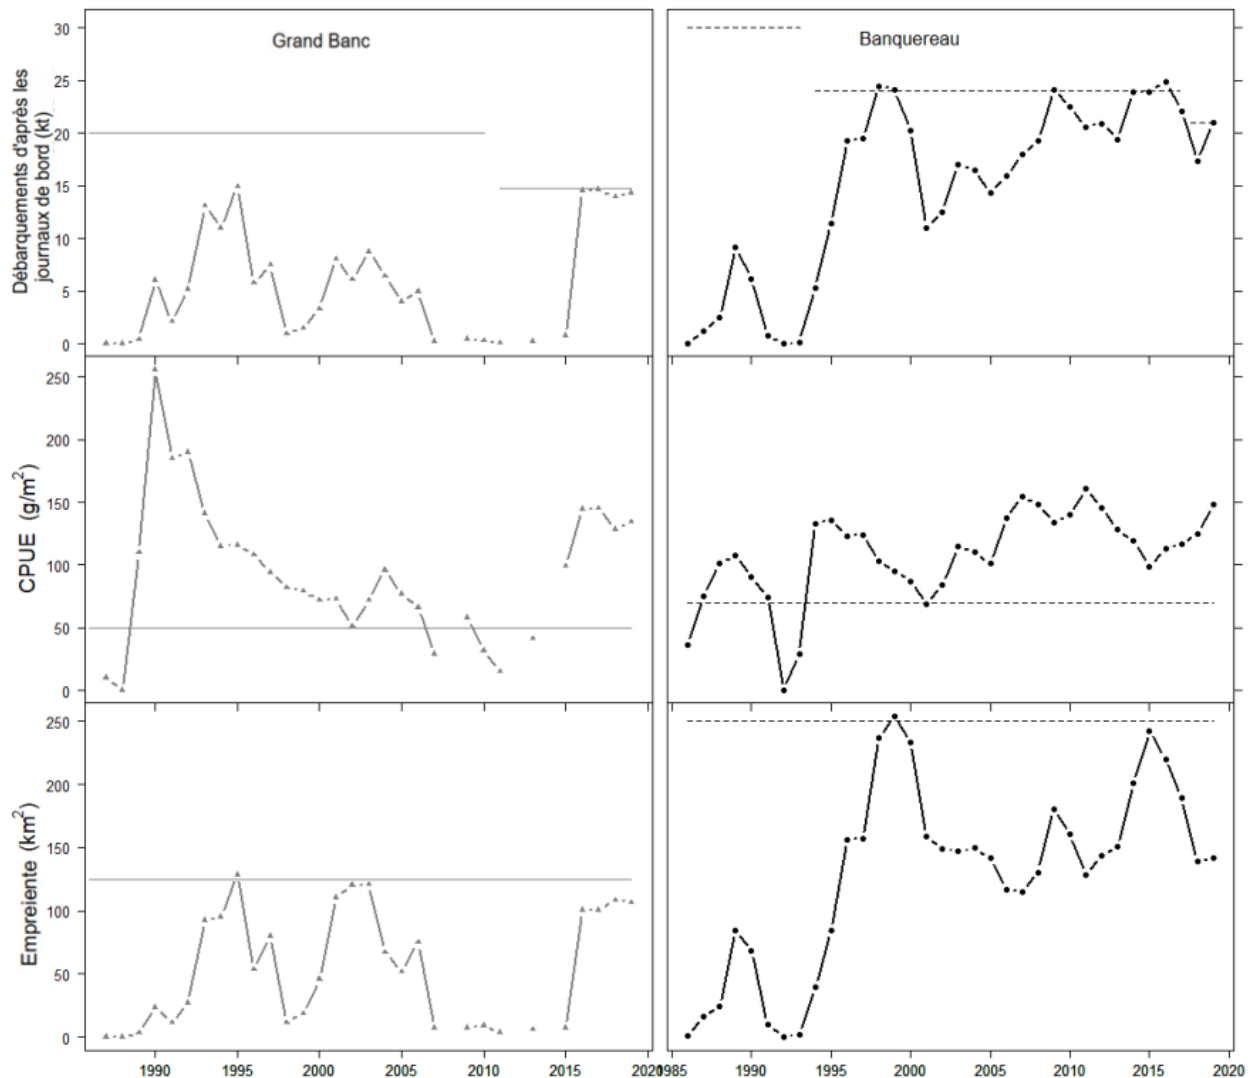 Grand Banc
Banquereau
Débarquements d'après les
journaux de bord (kt)
30
25
20
15
10
5
0
CPUE (g/m²)
250
200
150
100
50
0
Empreiente (km²)
250
200
150
100
50
0
1990 1995 2000 2005 2010 2015 2020
1985 1990 1995 2000 2005 2010 2015 2020